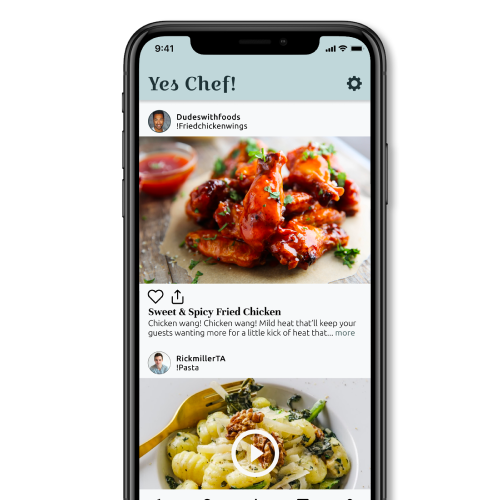 9:41
Yes Chef!
Dudeswithfoods
!Friedchickenwings
Sweet & Spicy Fried Chicken
Chicken wang! Chicken wang! Mild heat that'll keep your
guests wanting more for a little kick of heat that... more
RickmillerTA
!Pasta